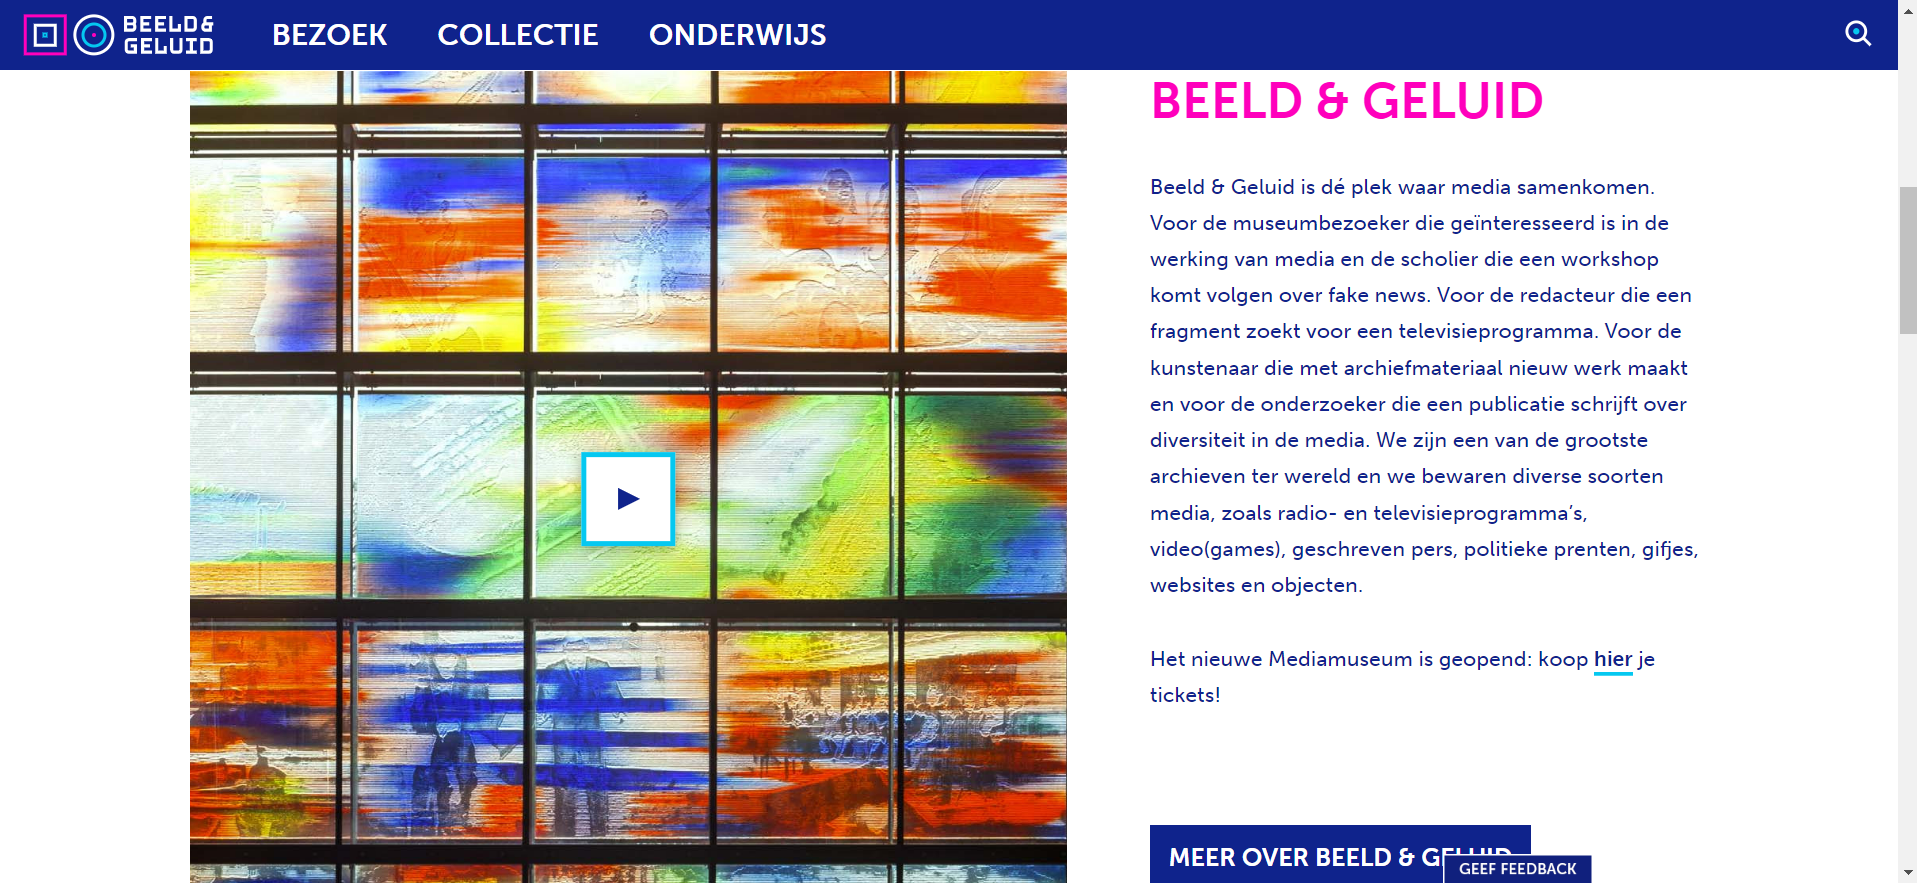 BEELD &
GELUID
BEZOEK
COLLECTIE
ONDERWIJS
BEELD & GELUID
Beeld & Geluid is dé plek waar media samenkomen.
Voor de museumbezoeker die geïnteresseerd is in de
werking van media en de scholier die een workshop
komt volgen over fake news. Voor de redacteur die een
fragment zoekt voor een televisieprogramma. Voor de
kunstenaar die met archiefmateriaal nieuw werk maakt
en voor de onderzoeker die een publicatie schrijft over
diversiteit in de media. We zijn een van de grootste
archieven ter wereld en we bewaren diverse soorten
media, zoals radio- en televisieprogramma’s,
video(games), geschreven pers, politieke prenten, gifjes,
websites en objecten.
Het nieuwe Mediamuseum is geopend: koop hier je
tickets!
MEER OVER BEELD & GELUID
GEEF FEEDBACK